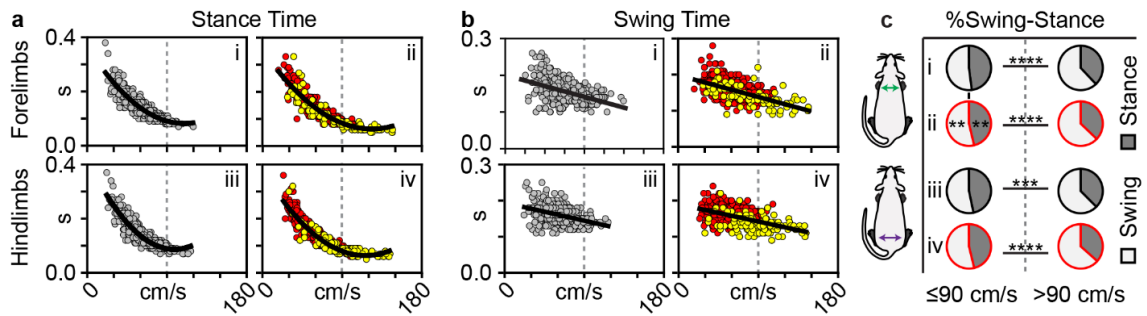 a Stance Time
b Swing Time
c %Swing-Stance
Forelimbs
Hindlimbs
0.4
s
0.0
i
ii
0.4
s
0.0
iii
iv
0 cm/s 180
0 cm/s 180
0.3
s
0.0
i
ii
0.3
s
0.0
iii
iv
0 cm/s 180
0 cm/s 180
i ****
ii ** ** ****
iii ***
iv ****
≤90 cm/s >90 cm/s
Swing Stance